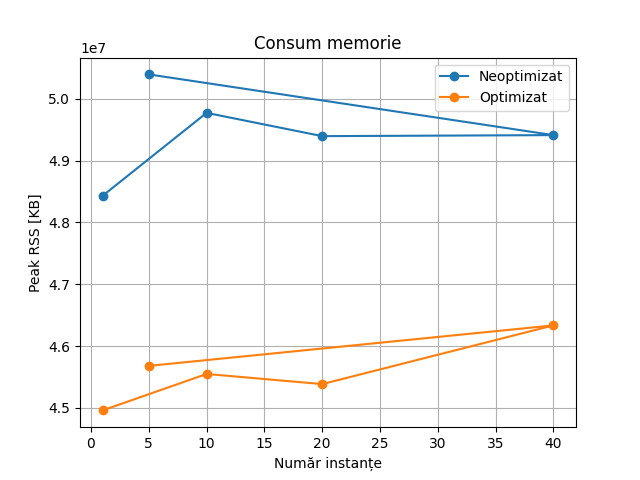 Consum memorie
1e7
Neoptimizat
Optimizat
5.0
4.9
4.8
4.7
4.6
4.5
Peak RSS [KB]
0 5 10 15 20 25 30 35 40
Număr instanțe